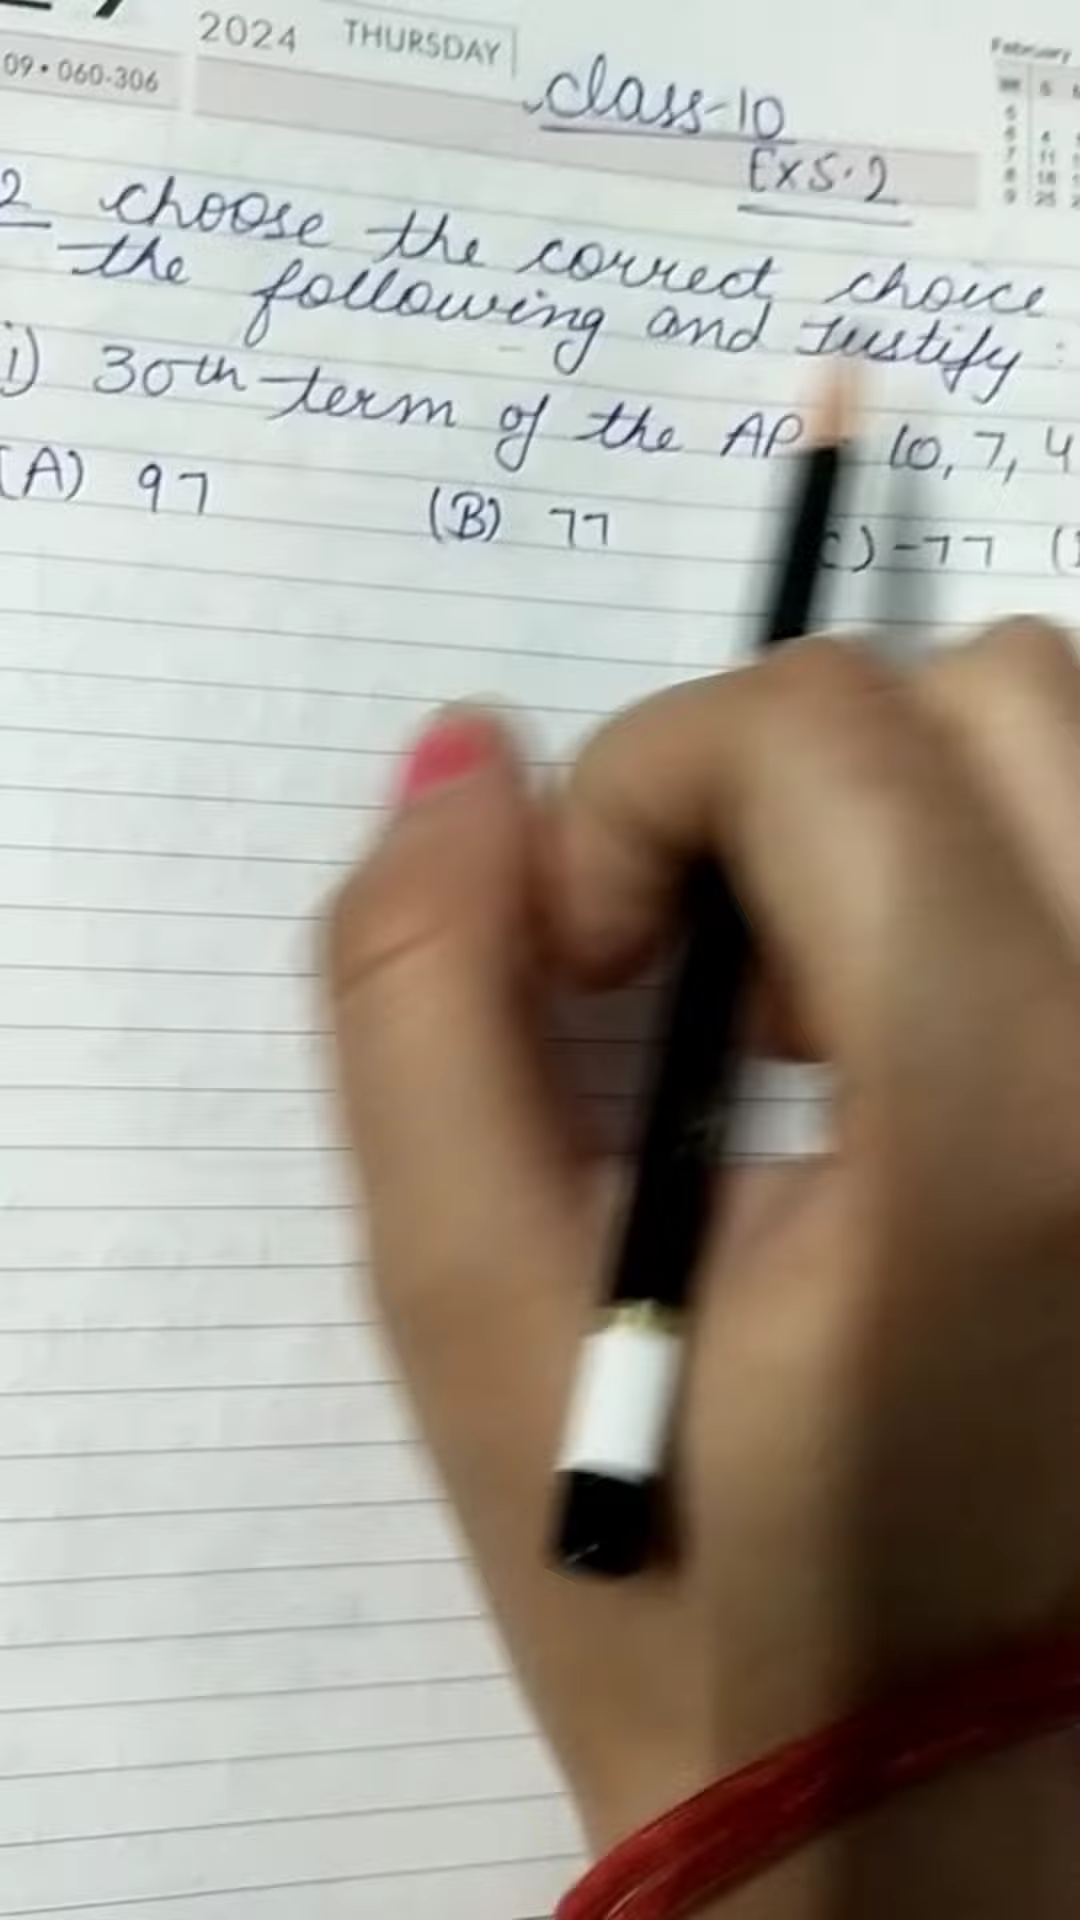 2024 THURSDAY
09•060-306
February
class-10
Ex 5.2
2 choose the correct choice
the following and Justify :
i) 30th term of the AP 10, 7, 4
(A) 97 (B) 77 C) -77 (